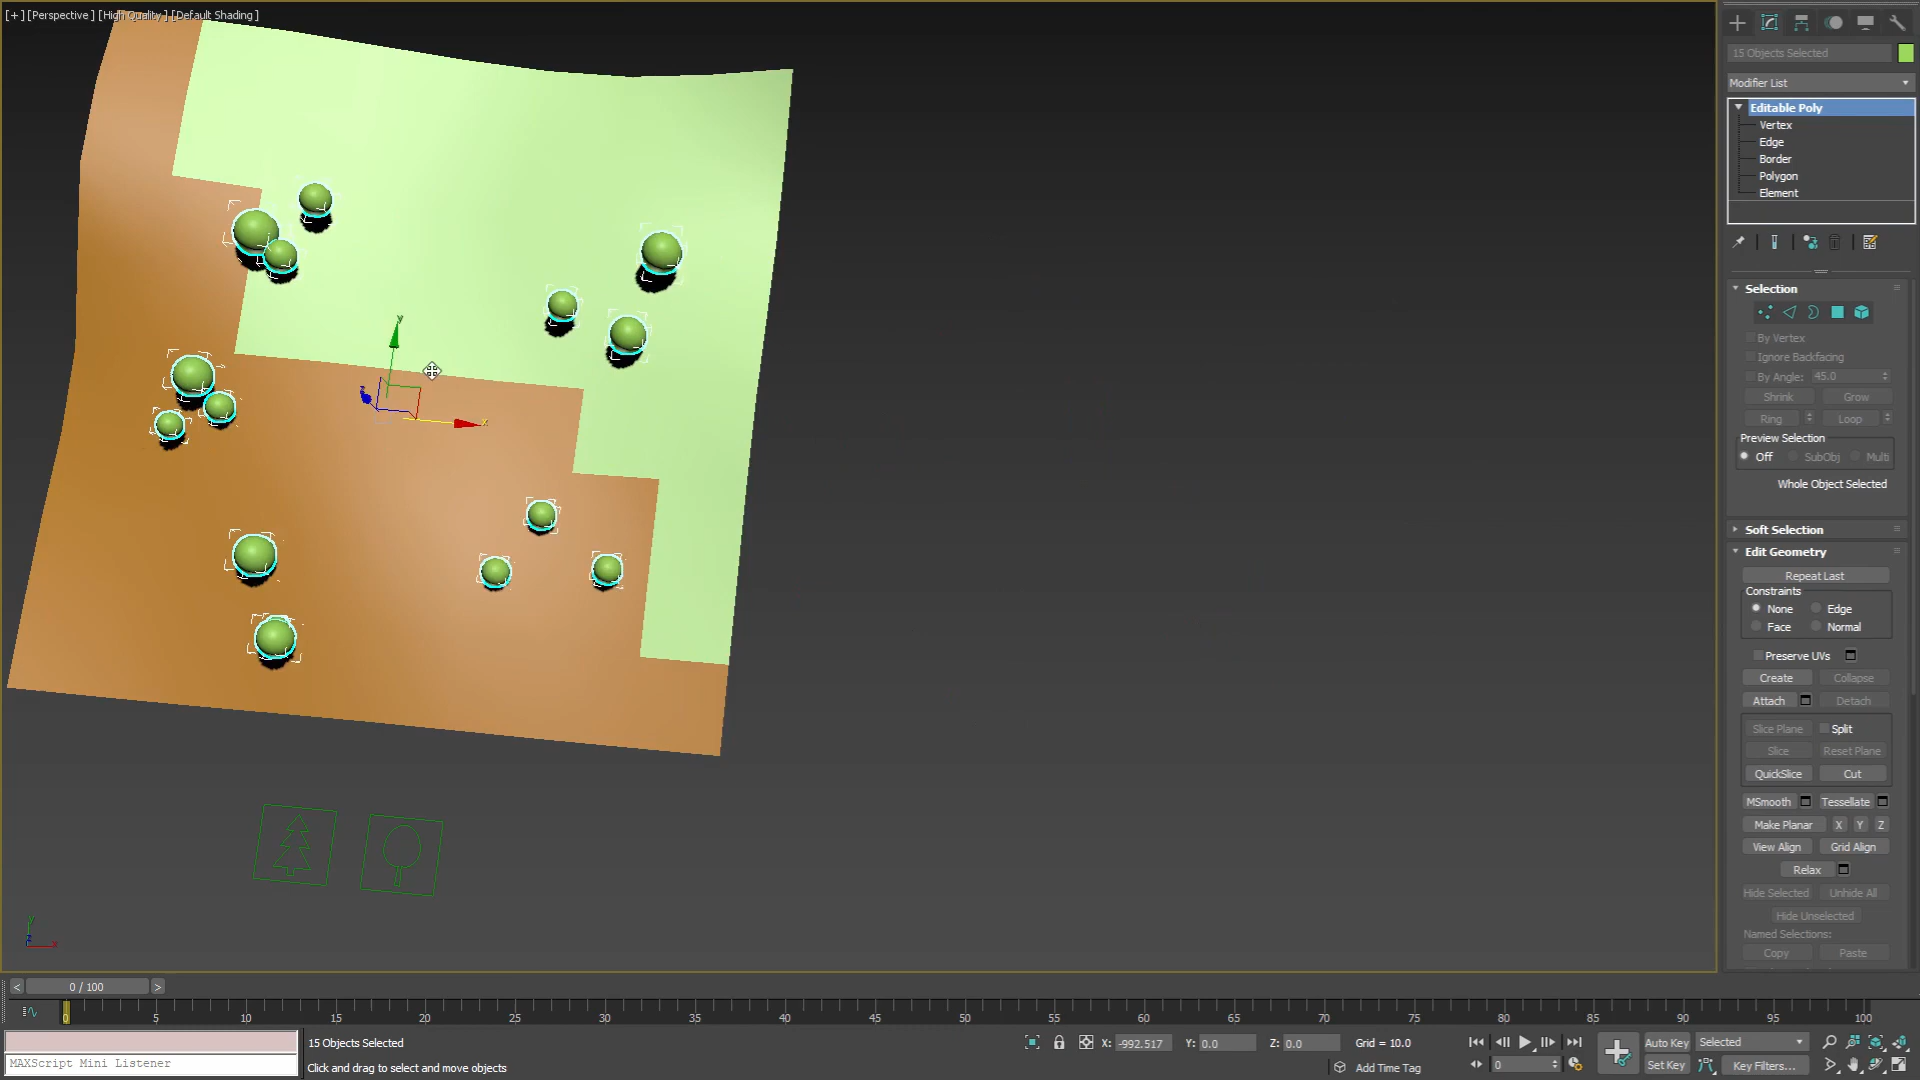 [+] [Perspective ] [High Quality ] [Default Shading ]
15 Objects Selected
Modifier List
Editable Poly
Vertex
Edge
Border
Polygon
Element
Selection
By Vertex
Ignore Backfacing
By Angle: 45.0
Shrink Grow
Ring Loop
Preview Selection
Off SubObj Multi
Whole Object Selected
Soft Selection
Edit Geometry
Repeat Last
Constraints
None Edge
Face Normal
Preserve UVs
Create Collapse
Attach Detach
Slice Plane Split
Slice Reset Plane
QuickSlice Cut
MSmooth Tessellate
Make Planar X Y Z
View Align Grid Align
Relax
Hide Selected Unhide All
Hide Unselected
Named Selections:
Copy Paste
y
z
x
y
z
x
< 0 / 100 >
0 5 10 15 20 25 30 35 40 45 50 55 60 65 70 75 80 85 90 95 100
MAXScript Mini Listener
15 Objects Selected
Click and drag to select and move objects
X: -992.517 Y: 0.0 Z: 0.0 Grid = 10.0
Add Time Tag
0
Auto Key Selected
Set Key Key Filters...